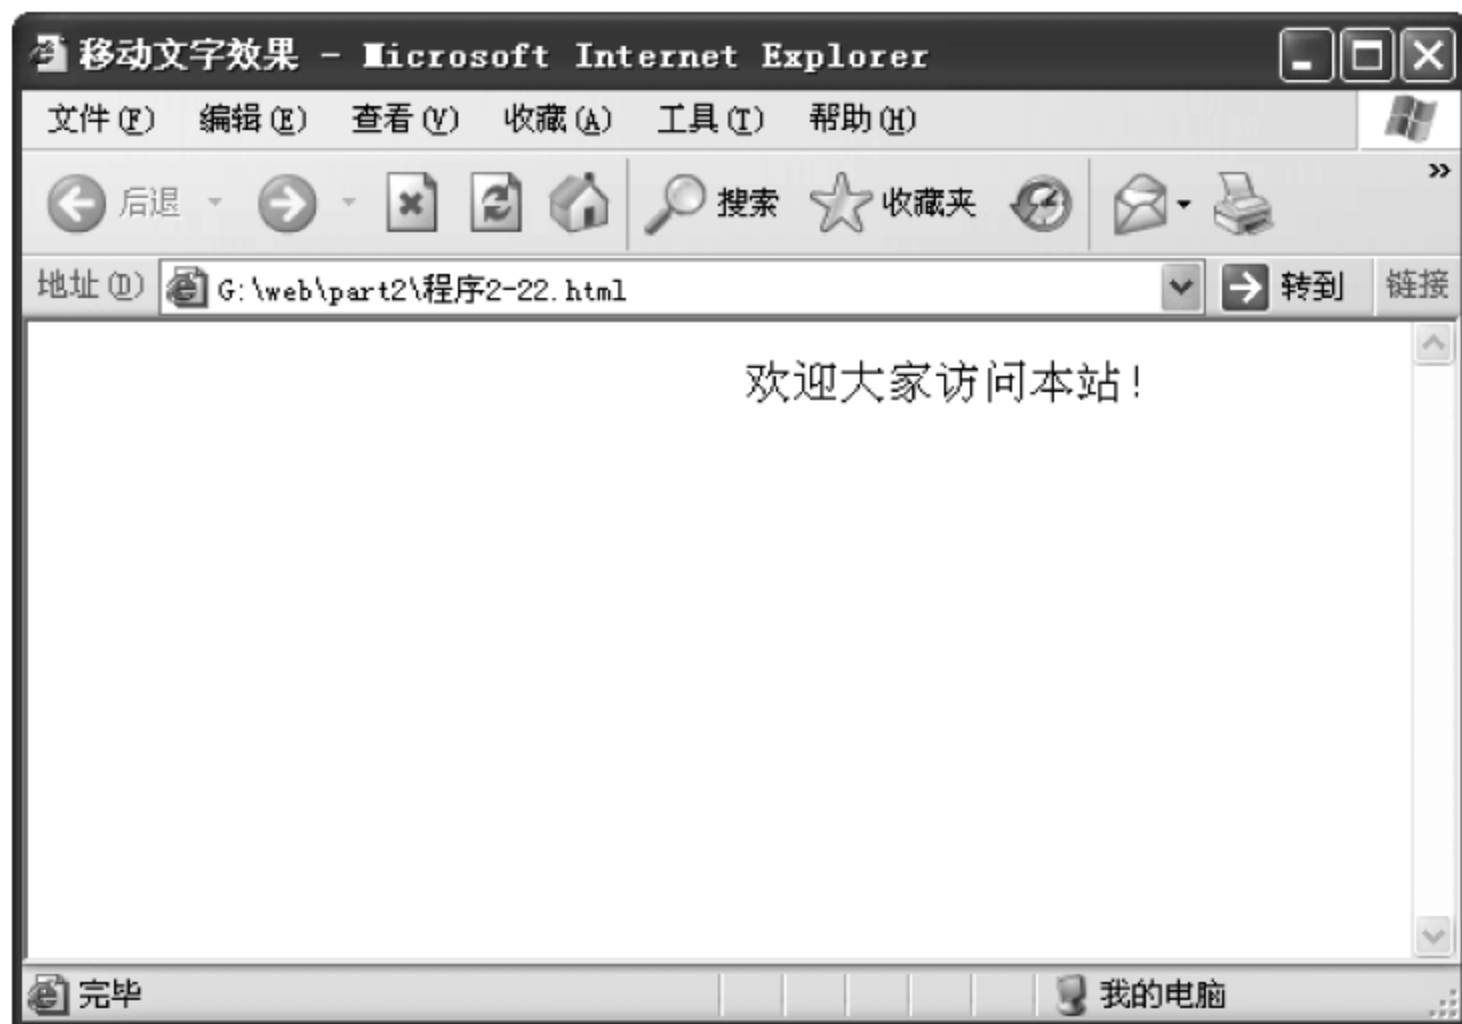 移动文字效果 - Microsoft Internet Explorer
文件(F) 编辑(E) 查看(V) 收藏(A) 工具(T) 帮助(H)
后退 搜索 收藏夹 »
地址(D) G:\web\part2\程序2-22.html 转到 链接
欢迎大家访问本站!
完毕 我的电脑